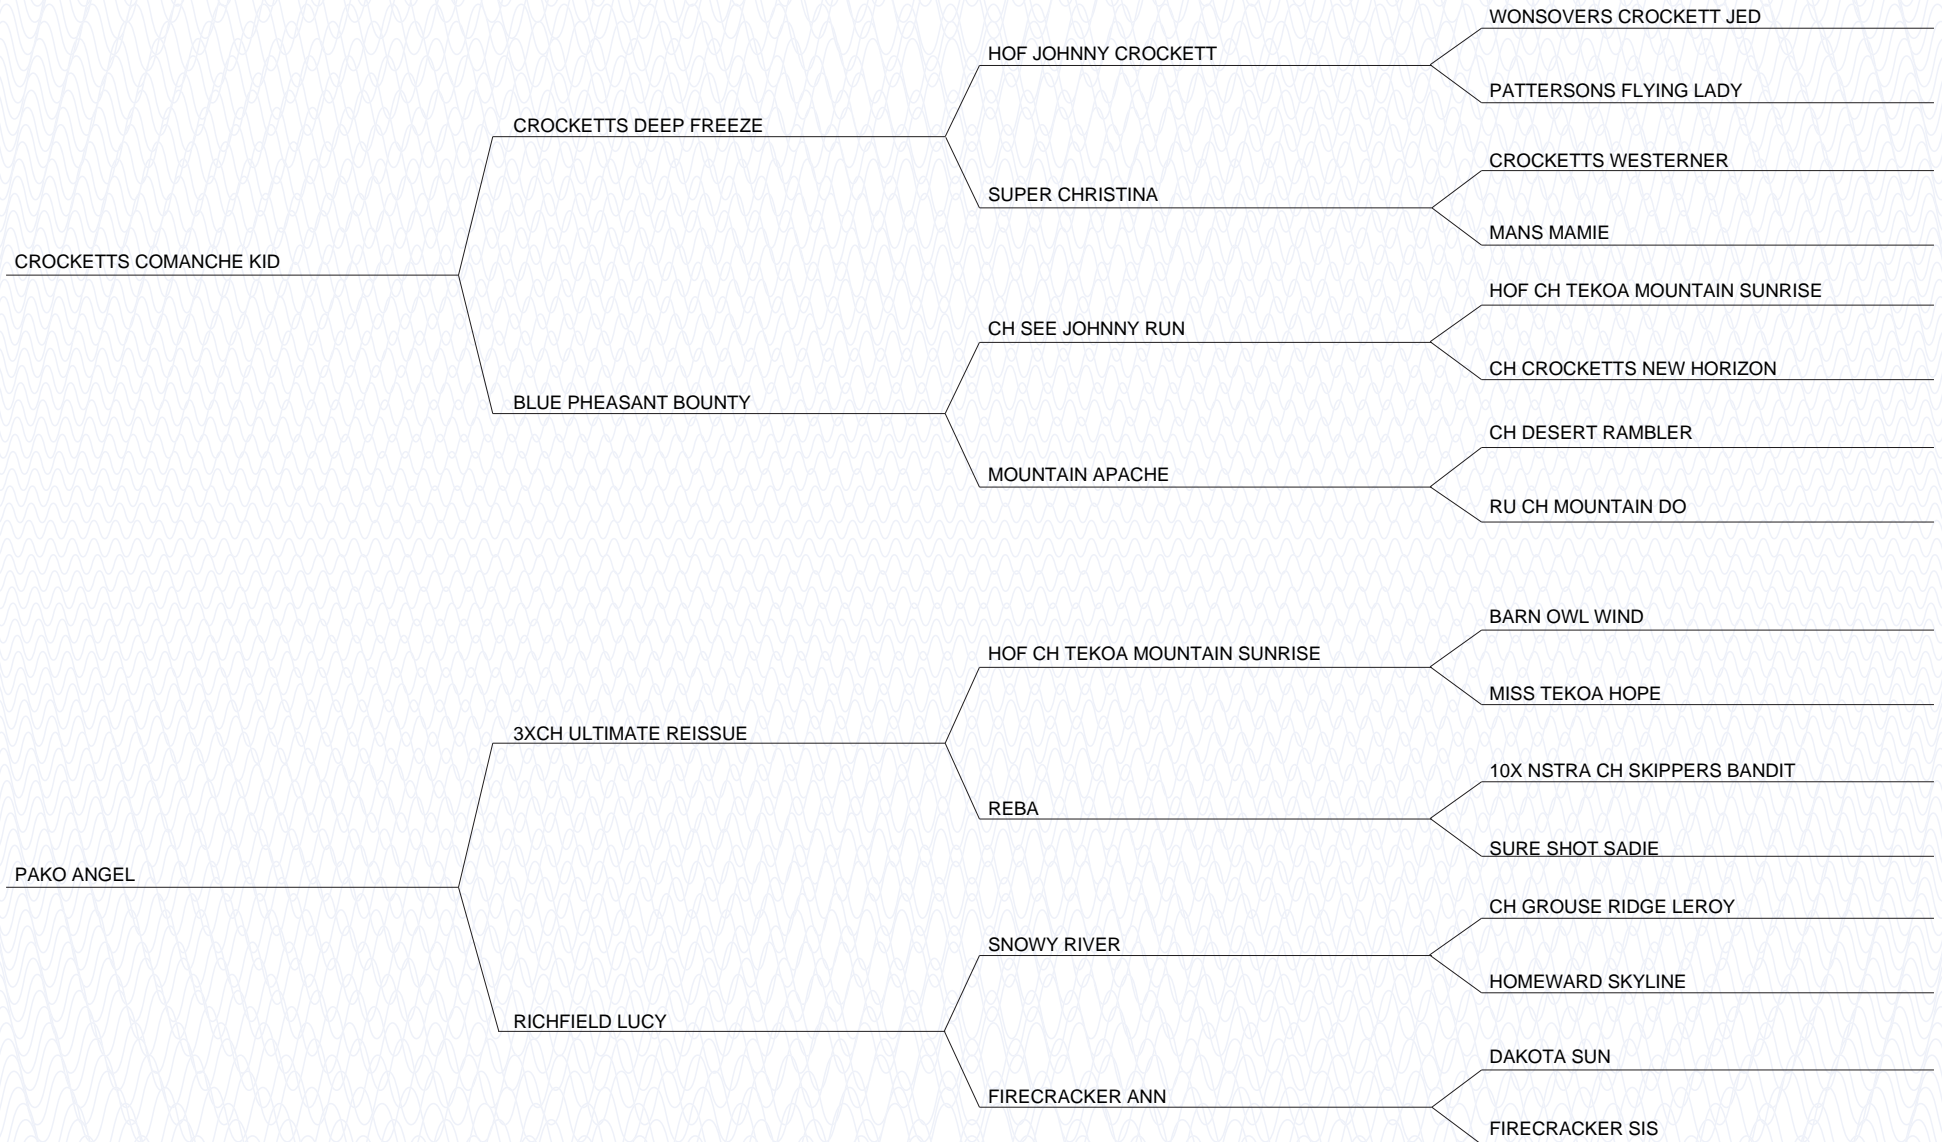 WONSOVERS CROCKETT JED
HOF JOHNNY CROCKETT
PATTERSONS FLYING LADY
CROCKETTS DEEP FREEZE
CROCKETTS WESTERNER
SUPER CHRISTINA
MANS MAMIE
CROCKETTS COMANCHE KID
HOF CH TEKOA MOUNTAIN SUNRISE
CH SEE JOHNNY RUN
CH CROCKETTS NEW HORIZON
BLUE PHEASANT BOUNTY
CH DESERT RAMBLER
MOUNTAIN APACHE
RU CH MOUNTAIN DO
BARN OWL WIND
HOF CH TEKOA MOUNTAIN SUNRISE
MISS TEKOA HOPE
3XCH ULTIMATE REISSUE
10X NSTRA CH SKIPPERS BANDIT
REBA
SURE SHOT SADIE
PAKO ANGEL
CH GROUSE RIDGE LEROY
SNOWY RIVER
HOMEWARD SKYLINE
RICHFIELD LUCY
DAKOTA SUN
FIRECRACKER ANN
FIRECRACKER SIS